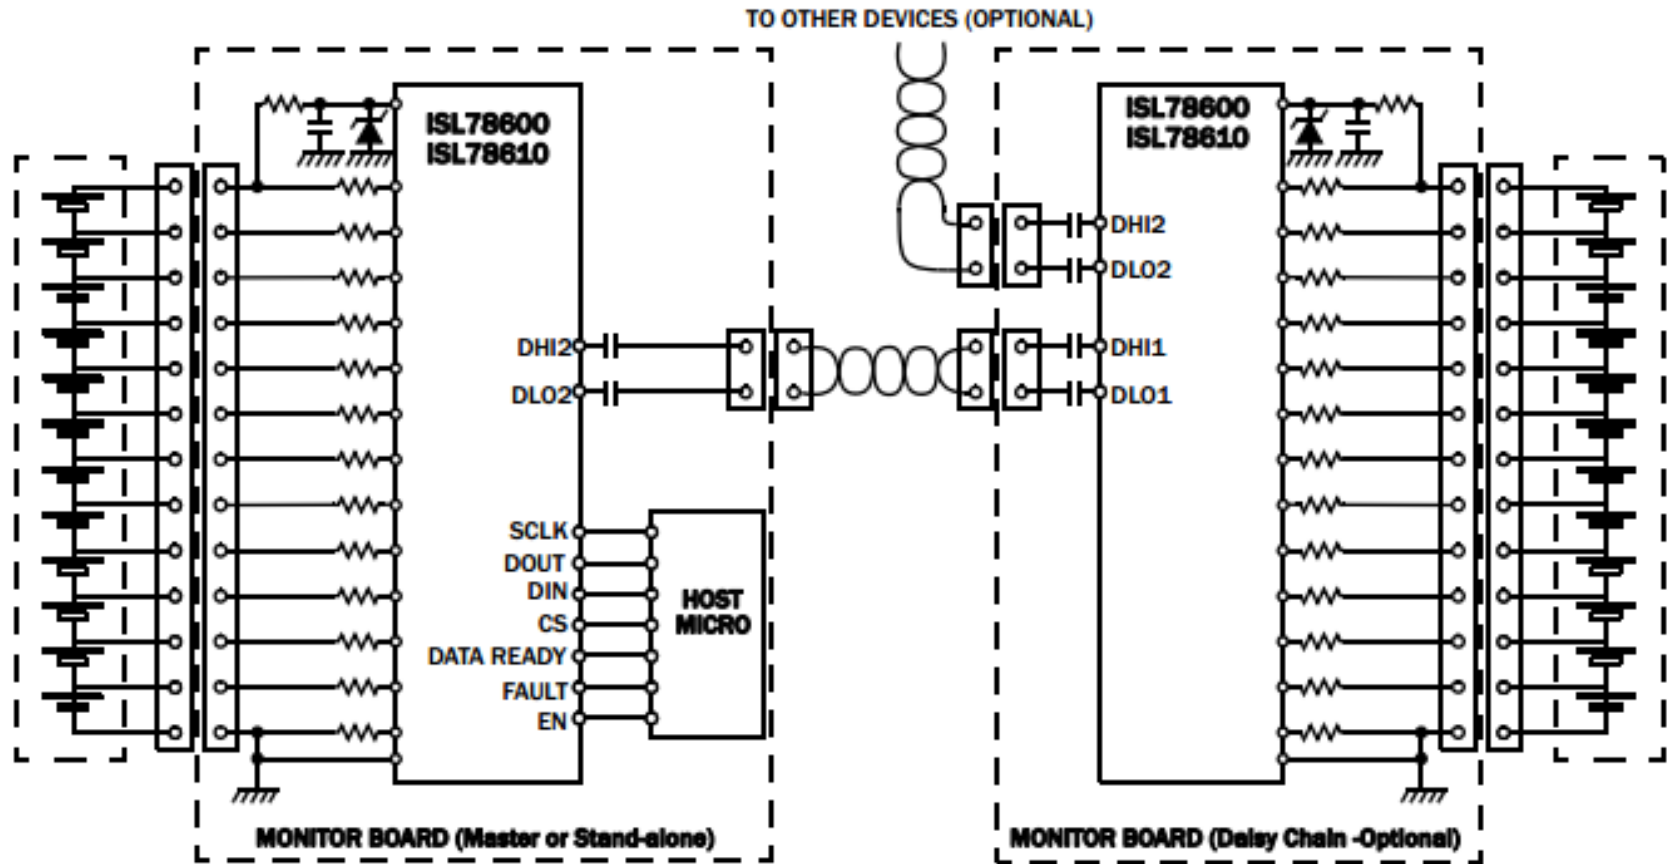 TO OTHER DEVICES (OPTIONAL)
ISL78600
ISL78610
ISL78600
ISL78610
DHI2
DLO2
DHI2
DLO2
DHI1
DLO1
SCLK
DOUT
DIN
CS
DATA READY
FAULT
EN
HOST
MICRO
MONITOR BOARD (Master or Stand-alone)
MONITOR BOARD (Daisy Chain -Optional)